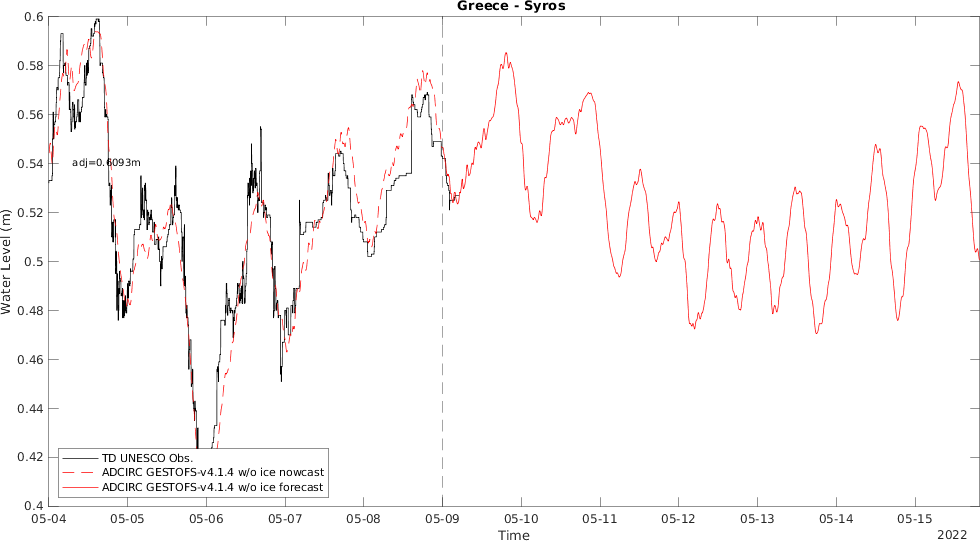 Greece - Syros
0.6
0.58
0.56
0.54
0.52
0.5
0.48
0.46
0.44
0.42
0.4
Water Level (m)
adj=0.6093m
TD UNESCO Obs.
ADCIRC GESTOFS-v4.1.4 w/o ice nowcast
ADCIRC GESTOFS-v4.1.4 w/o ice forecast
05-04 05-05 05-06 05-07 05-08 05-09 05-10 05-11 05-12 05-13 05-14 05-15
Time
2022